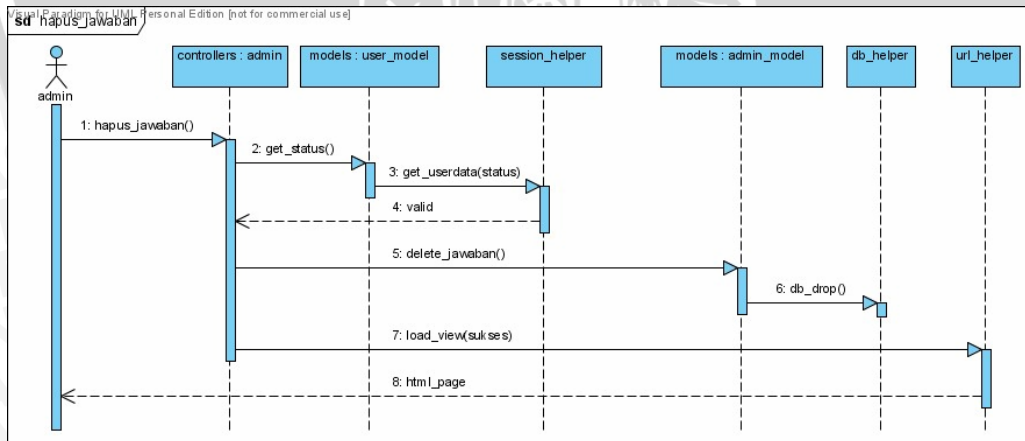 Visual Paradigm for UML Personal Edition [not for commercial use]
sd hapus_jawaban
admin
controllers : admin
models : user_model
session_helper
models : admin_model
db_helper
url_helper
1: hapus_jawaban()
2: get_status()
3: get_userdata(status)
4: valid
5: delete_jawaban()
6: db_drop()
7: load_view(sukses)
8: html_page